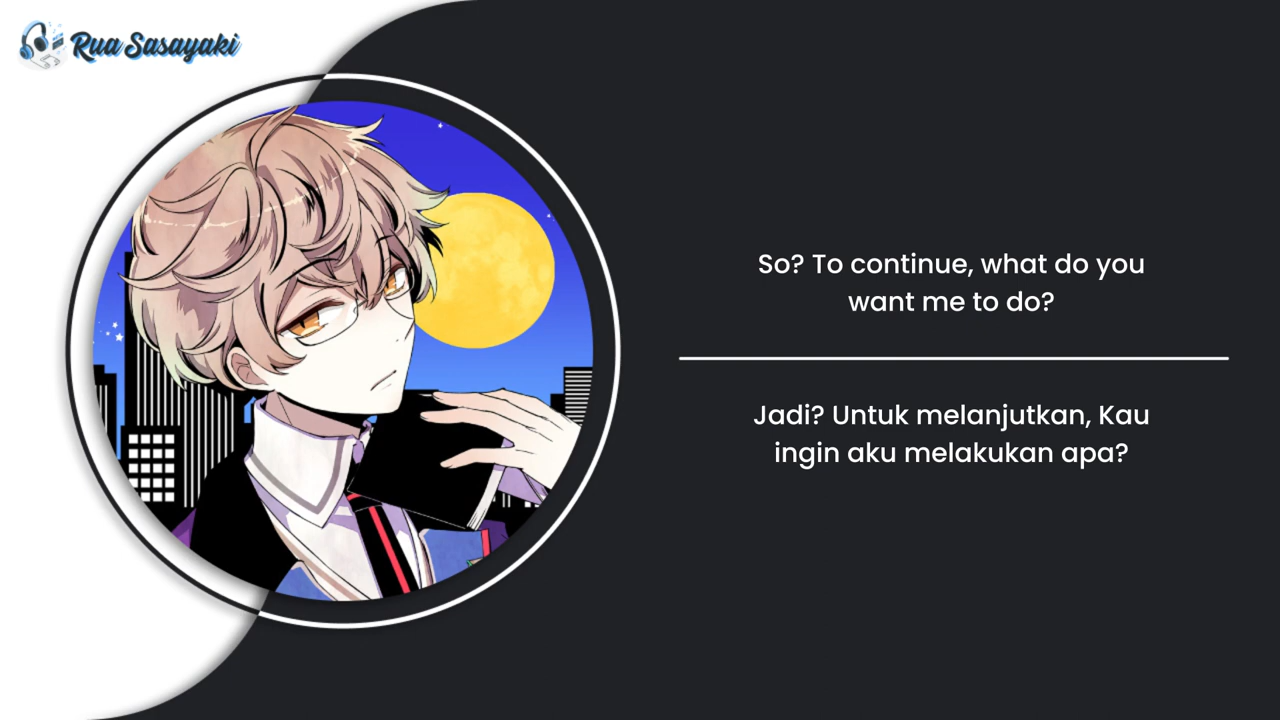 Rua Sasayaki
So? To continue, what do you
want me to do?
Jadi? Untuk melanjutkan, Kau
ingin aku melakukan apa?